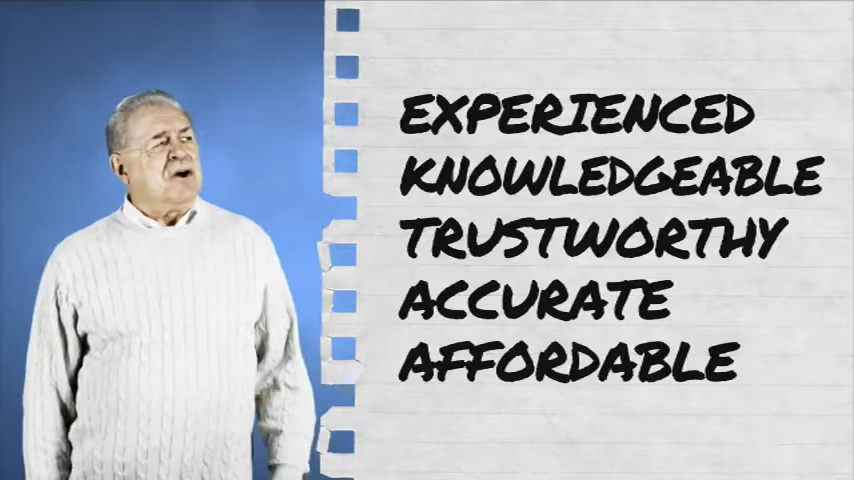 EXPERIENCED
KNOWLEDGEABLE
TRUSTWORTHY
ACCURATE
AFFORDABLE